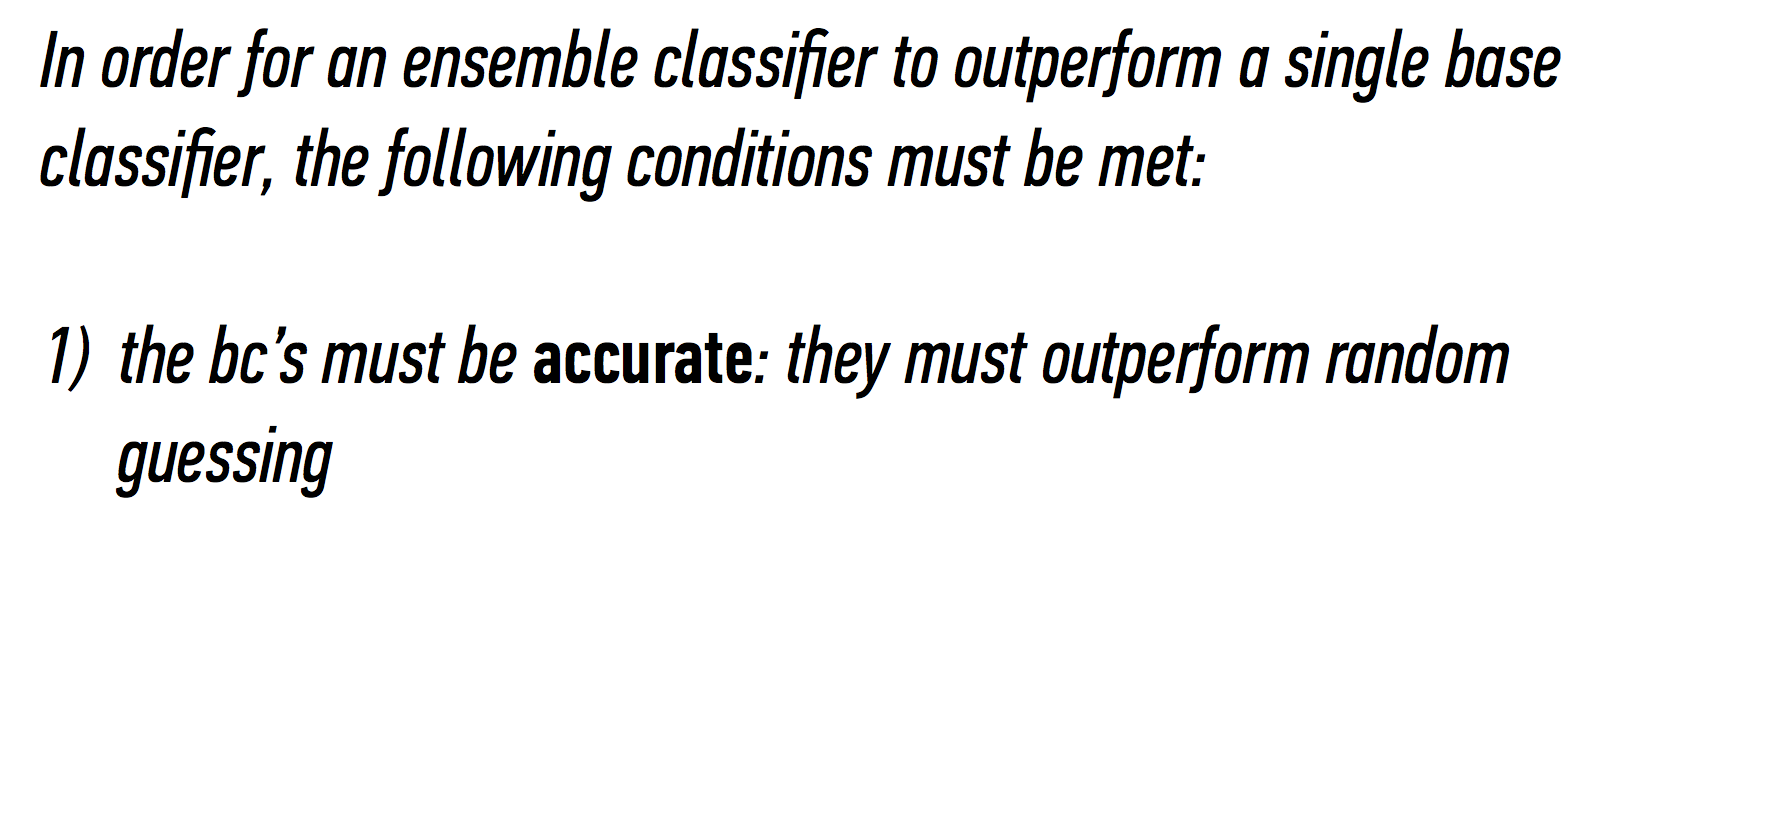 In order for an ensemble classifier to outperform a single base
classifier, the following conditions must be met:
1) the bc’s must be accurate: they must outperform random
guessing